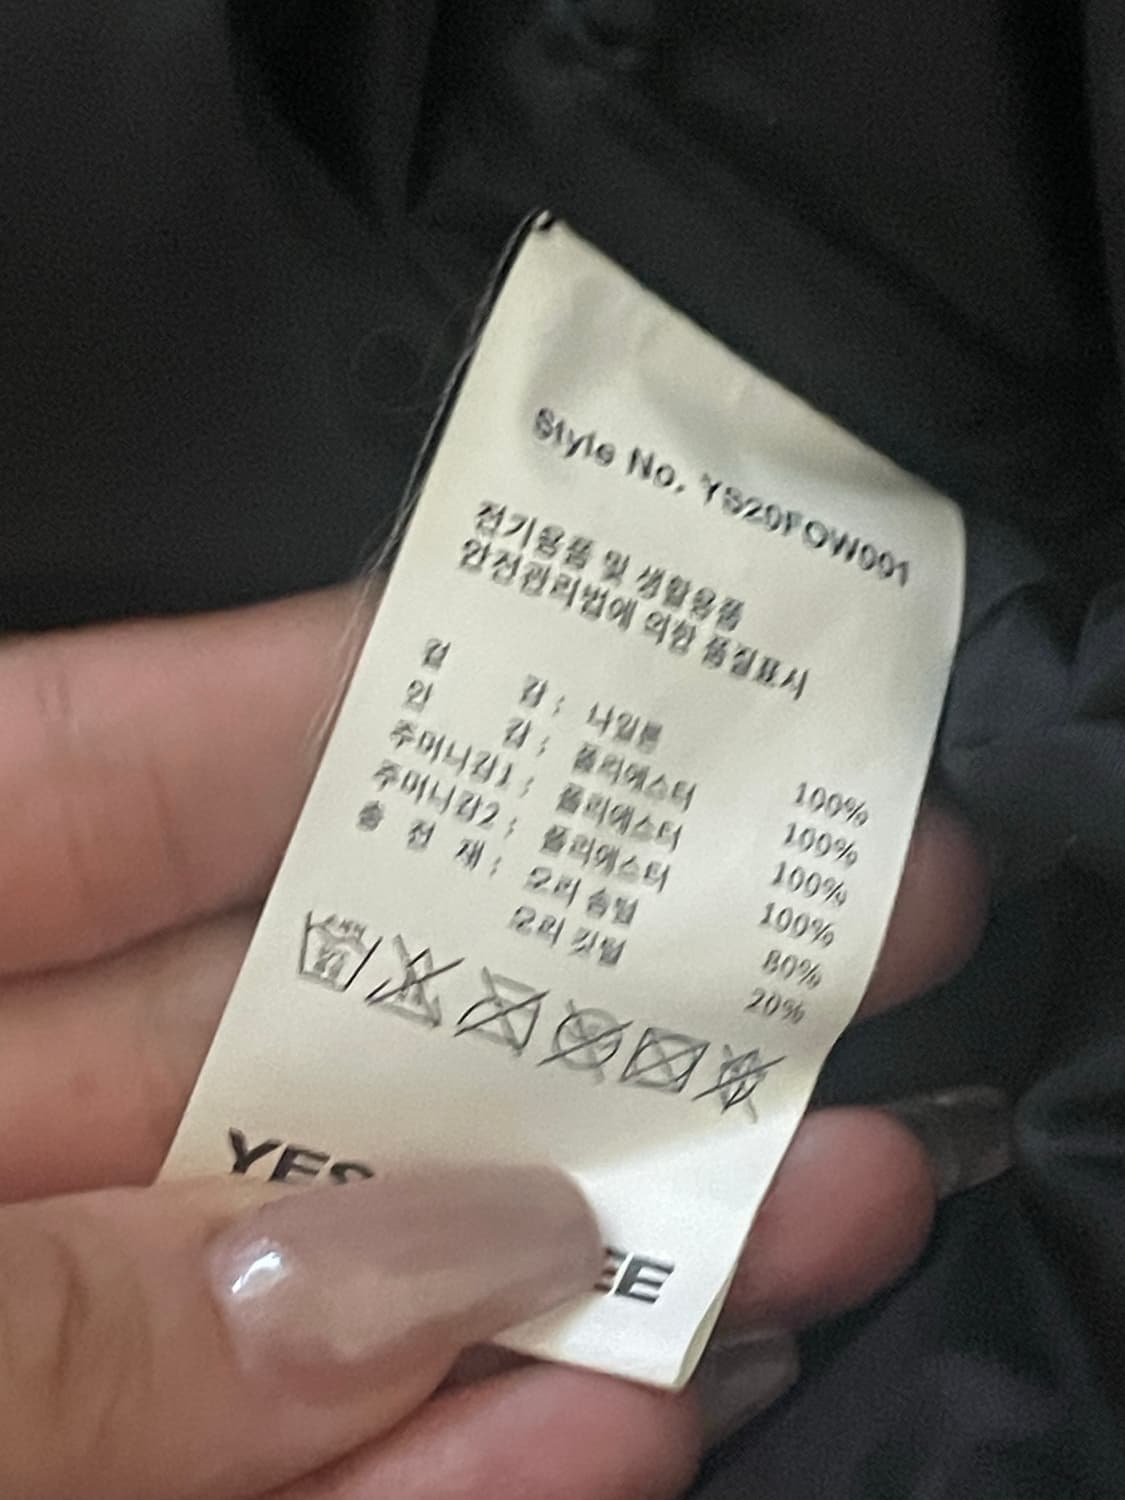 Style No. YS20FOW001
전기용품 및 생활용품
안전관리법에 의한 품질표시
겉 감 ; 나일론 100%
안 감 ; 폴리에스터 100%
주머니감1 ; 폴리에스터 100%
주머니감2 ; 폴리에스터 100%
충 전 재 ; 오리 솜털 80%
오리 깃털 20%
YES
EE